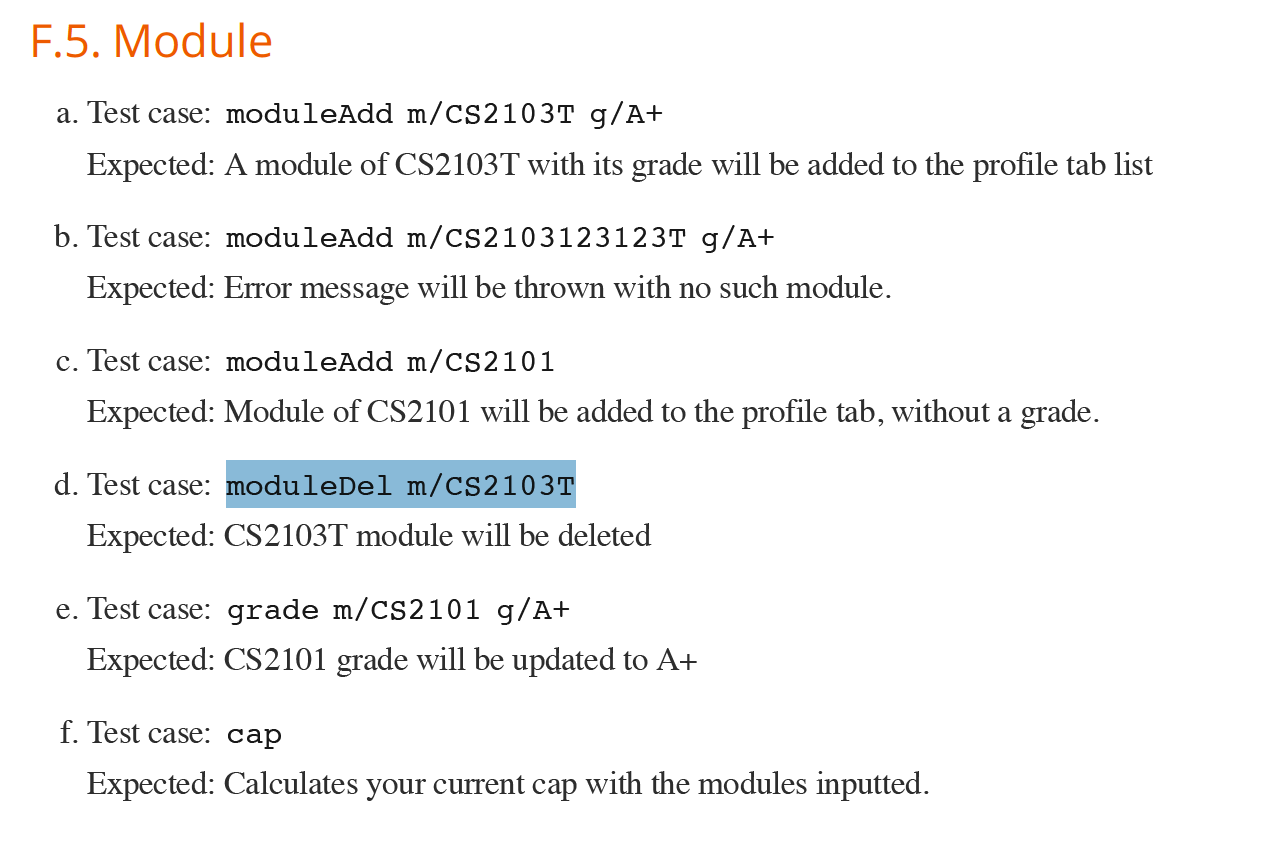 F.5. Module
a. Test case: moduleAdd m/CS2103T g/A+
Expected: A module of CS2103T with its grade will be added to the profile tab list
b. Test case: moduleAdd m/CS2103123123T g/A+
Expected: Error message will be thrown with no such module.
c. Test case: moduleAdd m/CS2101
Expected: Module of CS2101 will be added to the profile tab, without a grade.
d. Test case: moduleDel m/CS2103T
Expected: CS2103T module will be deleted
e. Test case: grade m/CS2101 g/A+
Expected: CS2101 grade will be updated to A+
f. Test case: cap
Expected: Calculates your current cap with the modules inputted.